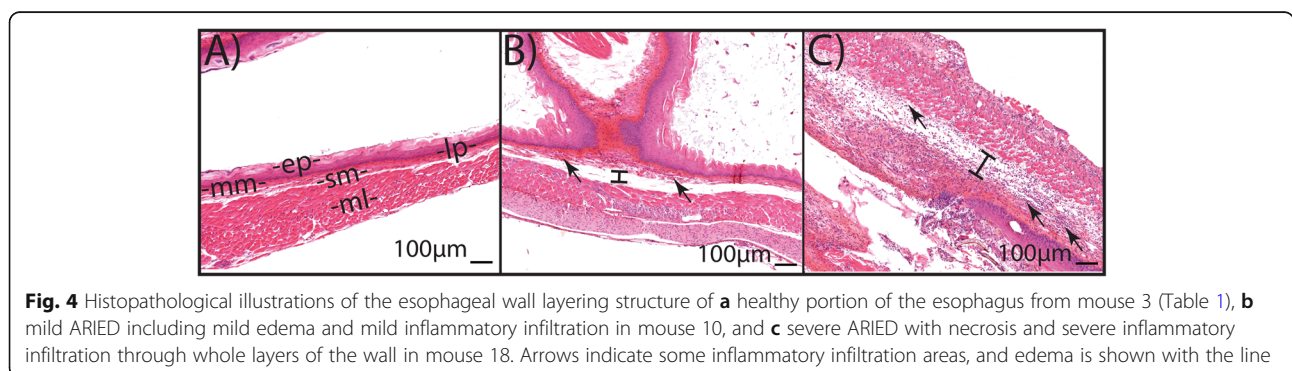 A) B) C)
-ep- -lp-
-mm- -sm-
-ml-
100µm 100µm 100µm
Fig. 4 Histopathological illustrations of the esophageal wall layering structure of a healthy portion of the esophagus from mouse 3 (Table 1), b
mild ARIED including mild edema and mild inflammatory infiltration in mouse 10, and c severe ARIED with necrosis and severe inflammatory
infiltration through whole layers of the wall in mouse 18. Arrows indicate some inflammatory infiltration areas, and edema is shown with the line